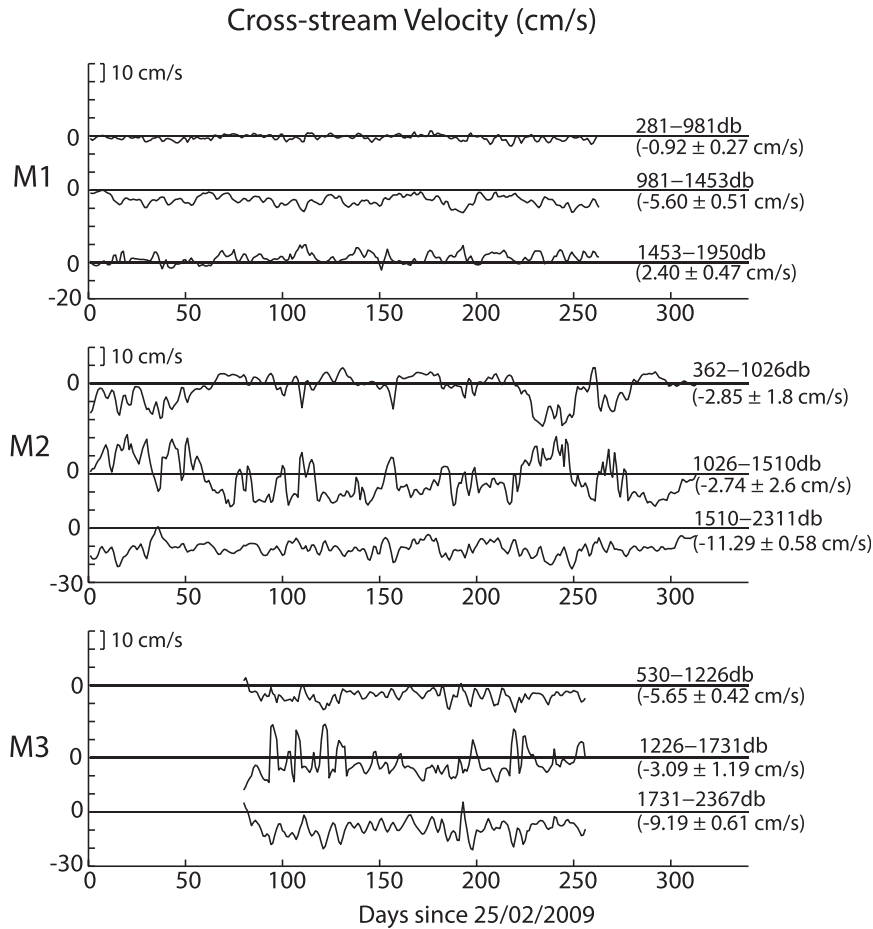 Cross-stream Velocity (cm/s)
10 cm/s
0
281−981db
(-0.92 ± 0.27 cm/s)
M1
0
981−1453db
(-5.60 ± 0.51 cm/s)
0
1453−1950db
(2.40 ± 0.47 cm/s)
-20
0 50 100 150 200 250 300
10 cm/s
0
362−1026db
(-2.85 ± 1.8 cm/s)
M2
0
1026−1510db
(-2.74 ± 2.6 cm/s)
0
1510−2311db
(-11.29 ± 0.58 cm/s)
-30
0 50 100 150 200 250 300
10 cm/s
0
530−1226db
(-5.65 ± 0.42 cm/s)
M3
0
1226−1731db
(-3.09 ± 1.19 cm/s)
0
1731−2367db
(-9.19 ± 0.61 cm/s)
-30
0 50 100 150 200 250 300
Days since 25/02/2009